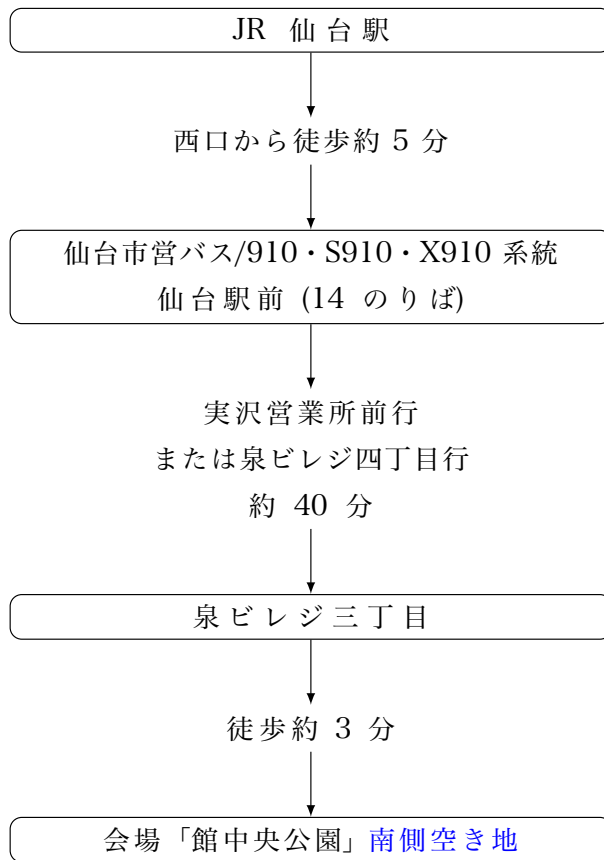 JR 仙台駅
西口から徒歩約 5 分
仙台市営バス/910・S910・X910 系統
仙台駅前 (14 のりば)
実沢営業所前行
または泉ビレジ四丁目行
約 40 分
泉ビレジ三丁目
徒歩約 3 分
会場「館中央公園」南側空き地